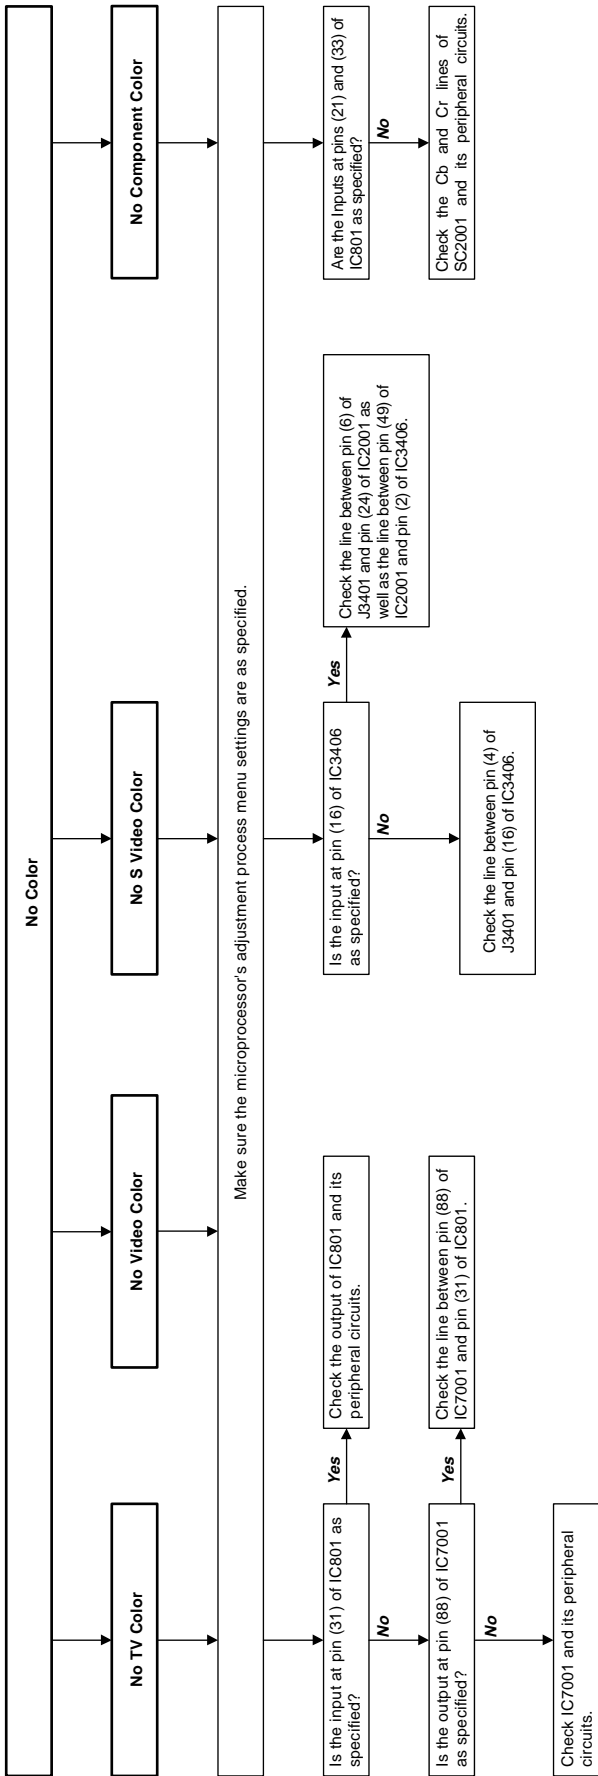 No Color
No TV Color
No Video Color
No S Video Color
No Component Color
Make sure the microprocessor's adjustment process menu settings are as specified.
Is the input at pin (31) of IC801 as
specified?
Yes
Check the output of IC801 and its
peripheral circuits.
No
Is the output at pin (88) of IC7001
as specified?
Yes
Check the line between pin (88) of
IC7001 and pin (31) of IC801.
No
Check IC7001 and its peripheral
circuits.
Is the input at pin (16) of IC3406
as specified?
Yes
Check the line between pin (6) of
J3401 and pin (24) of IC2001 as
well as the line between pin (49) of
IC2001 and pin (2) of IC3406.
No
Check the line between pin (4) of
J3401 and pin (16) of IC3406.
Are the Inputs at pins (21) and (33) of
IC801 as specified?
No
Check the Cb and Cr lines of
SC2001 and its peripheral circuits.